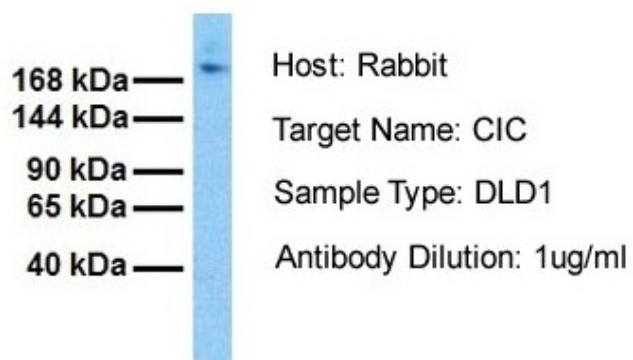 168 kDa
144 kDa
90 kDa
65 kDa
40 kDa
Host: Rabbit
Target Name: CIC
Sample Type: DLD1
Antibody Dilution: 1ug/ml